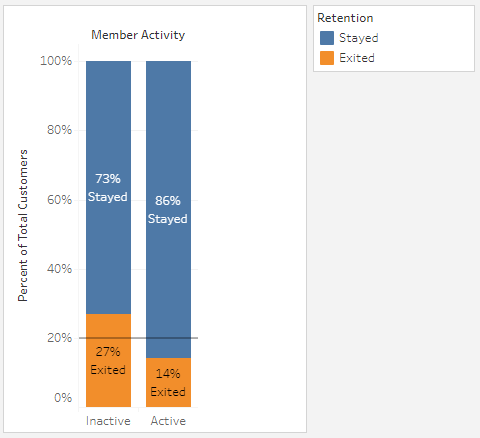 Member Activity
Percent of Total Customers
100%
80%
60%
40%
20%
0%
73%
Stayed
27%
Exited
86%
Stayed
14%
Exited
Inactive
Active
Retention
Stayed
Exited